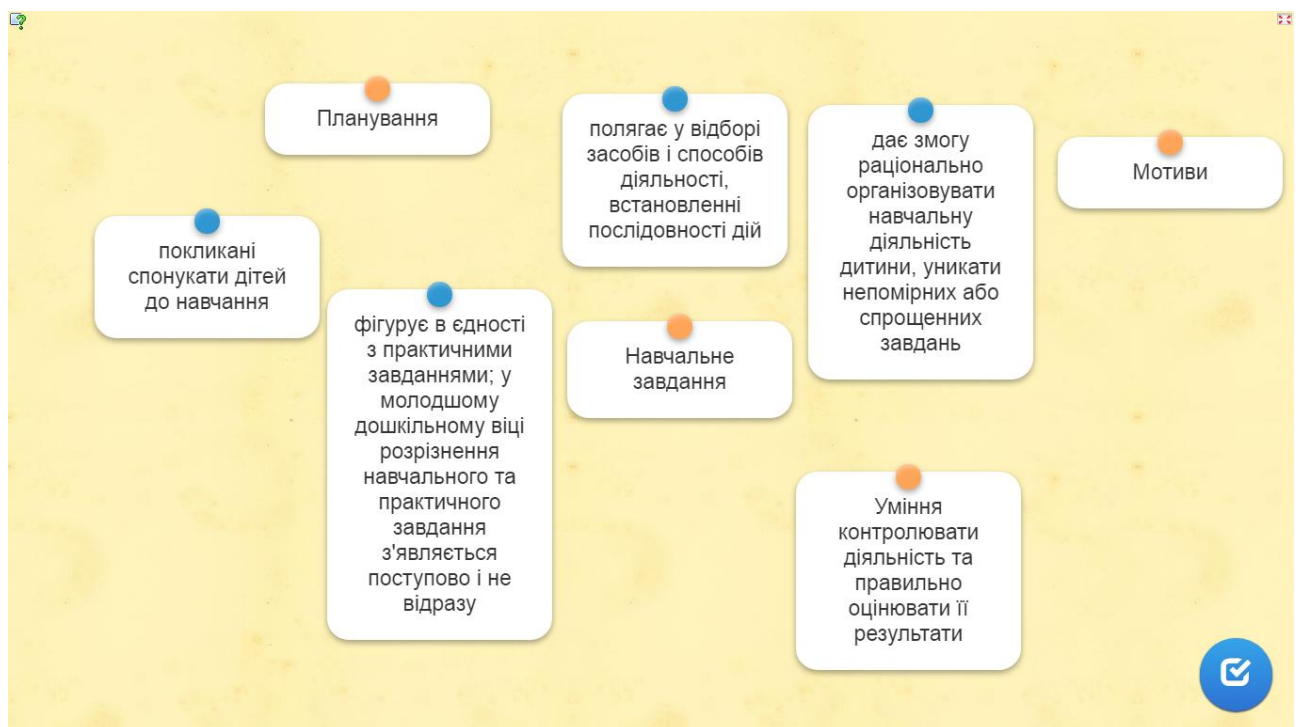 Планування
полягає у відборі
засобів і способів
діяльності,
встановленні
послідовності дій
дає змогу
раціонально
організовувати
навчальну
діяльність
дитини, уникати
непомірних або
спрощенних
завдань
Мотиви
покликані
спонукати дітей
до навчання
фігурує в єдності
з практичними
завданнями; у
молодшому
дошкільному віці
розрізнення
навчального та
практичного
завдання
з'являється
поступово і не
відразу
Навчальне
завдання
Уміння
контролювати
діяльність та
правильно
оцінювати її
результати